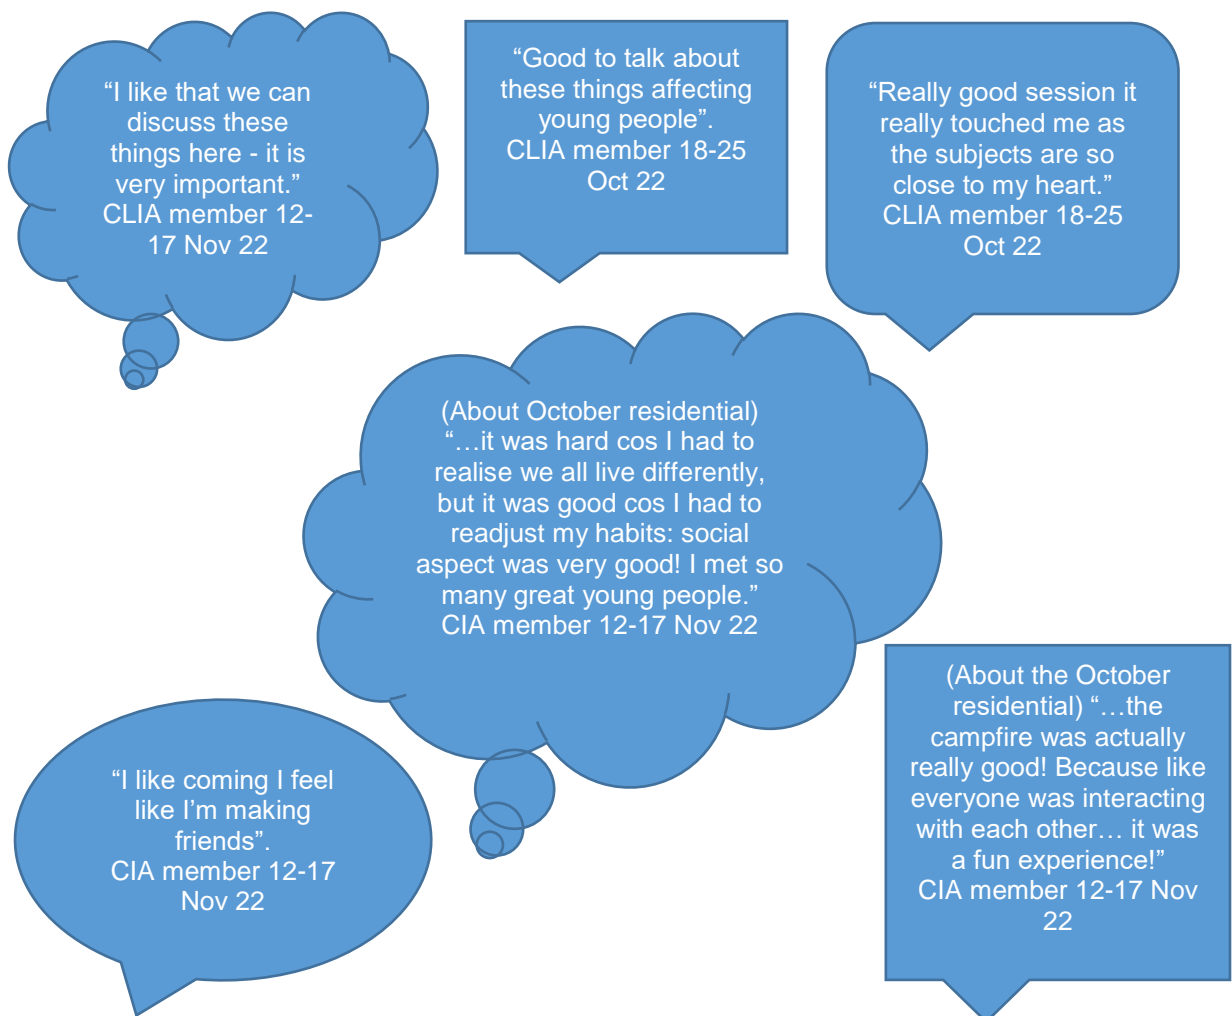 “I like that we can
discuss these
things here - it is
very important.”
CLIA member 12-
17 Nov 22
“Good to talk about
these things affecting
young people”.
CLIA member 18-25
Oct 22
“Really good session it
really touched me as
the subjects are so
close to my heart.”
CLIA member 18-25
Oct 22
(About October residential)
“…it was hard cos I had to
realise we all live differently,
but it was good cos I had to
readjust my habits: social
aspect was very good! I met so
many great young people.”
CIA member 12-17 Nov 22
“I like coming I feel
like I’m making
friends”.
CIA member 12-17
Nov 22
(About the October
residential) “…the
campfire was actually
really good! Because like
everyone was interacting
with each other… it was
a fun experience!”
CIA member 12-17 Nov
22